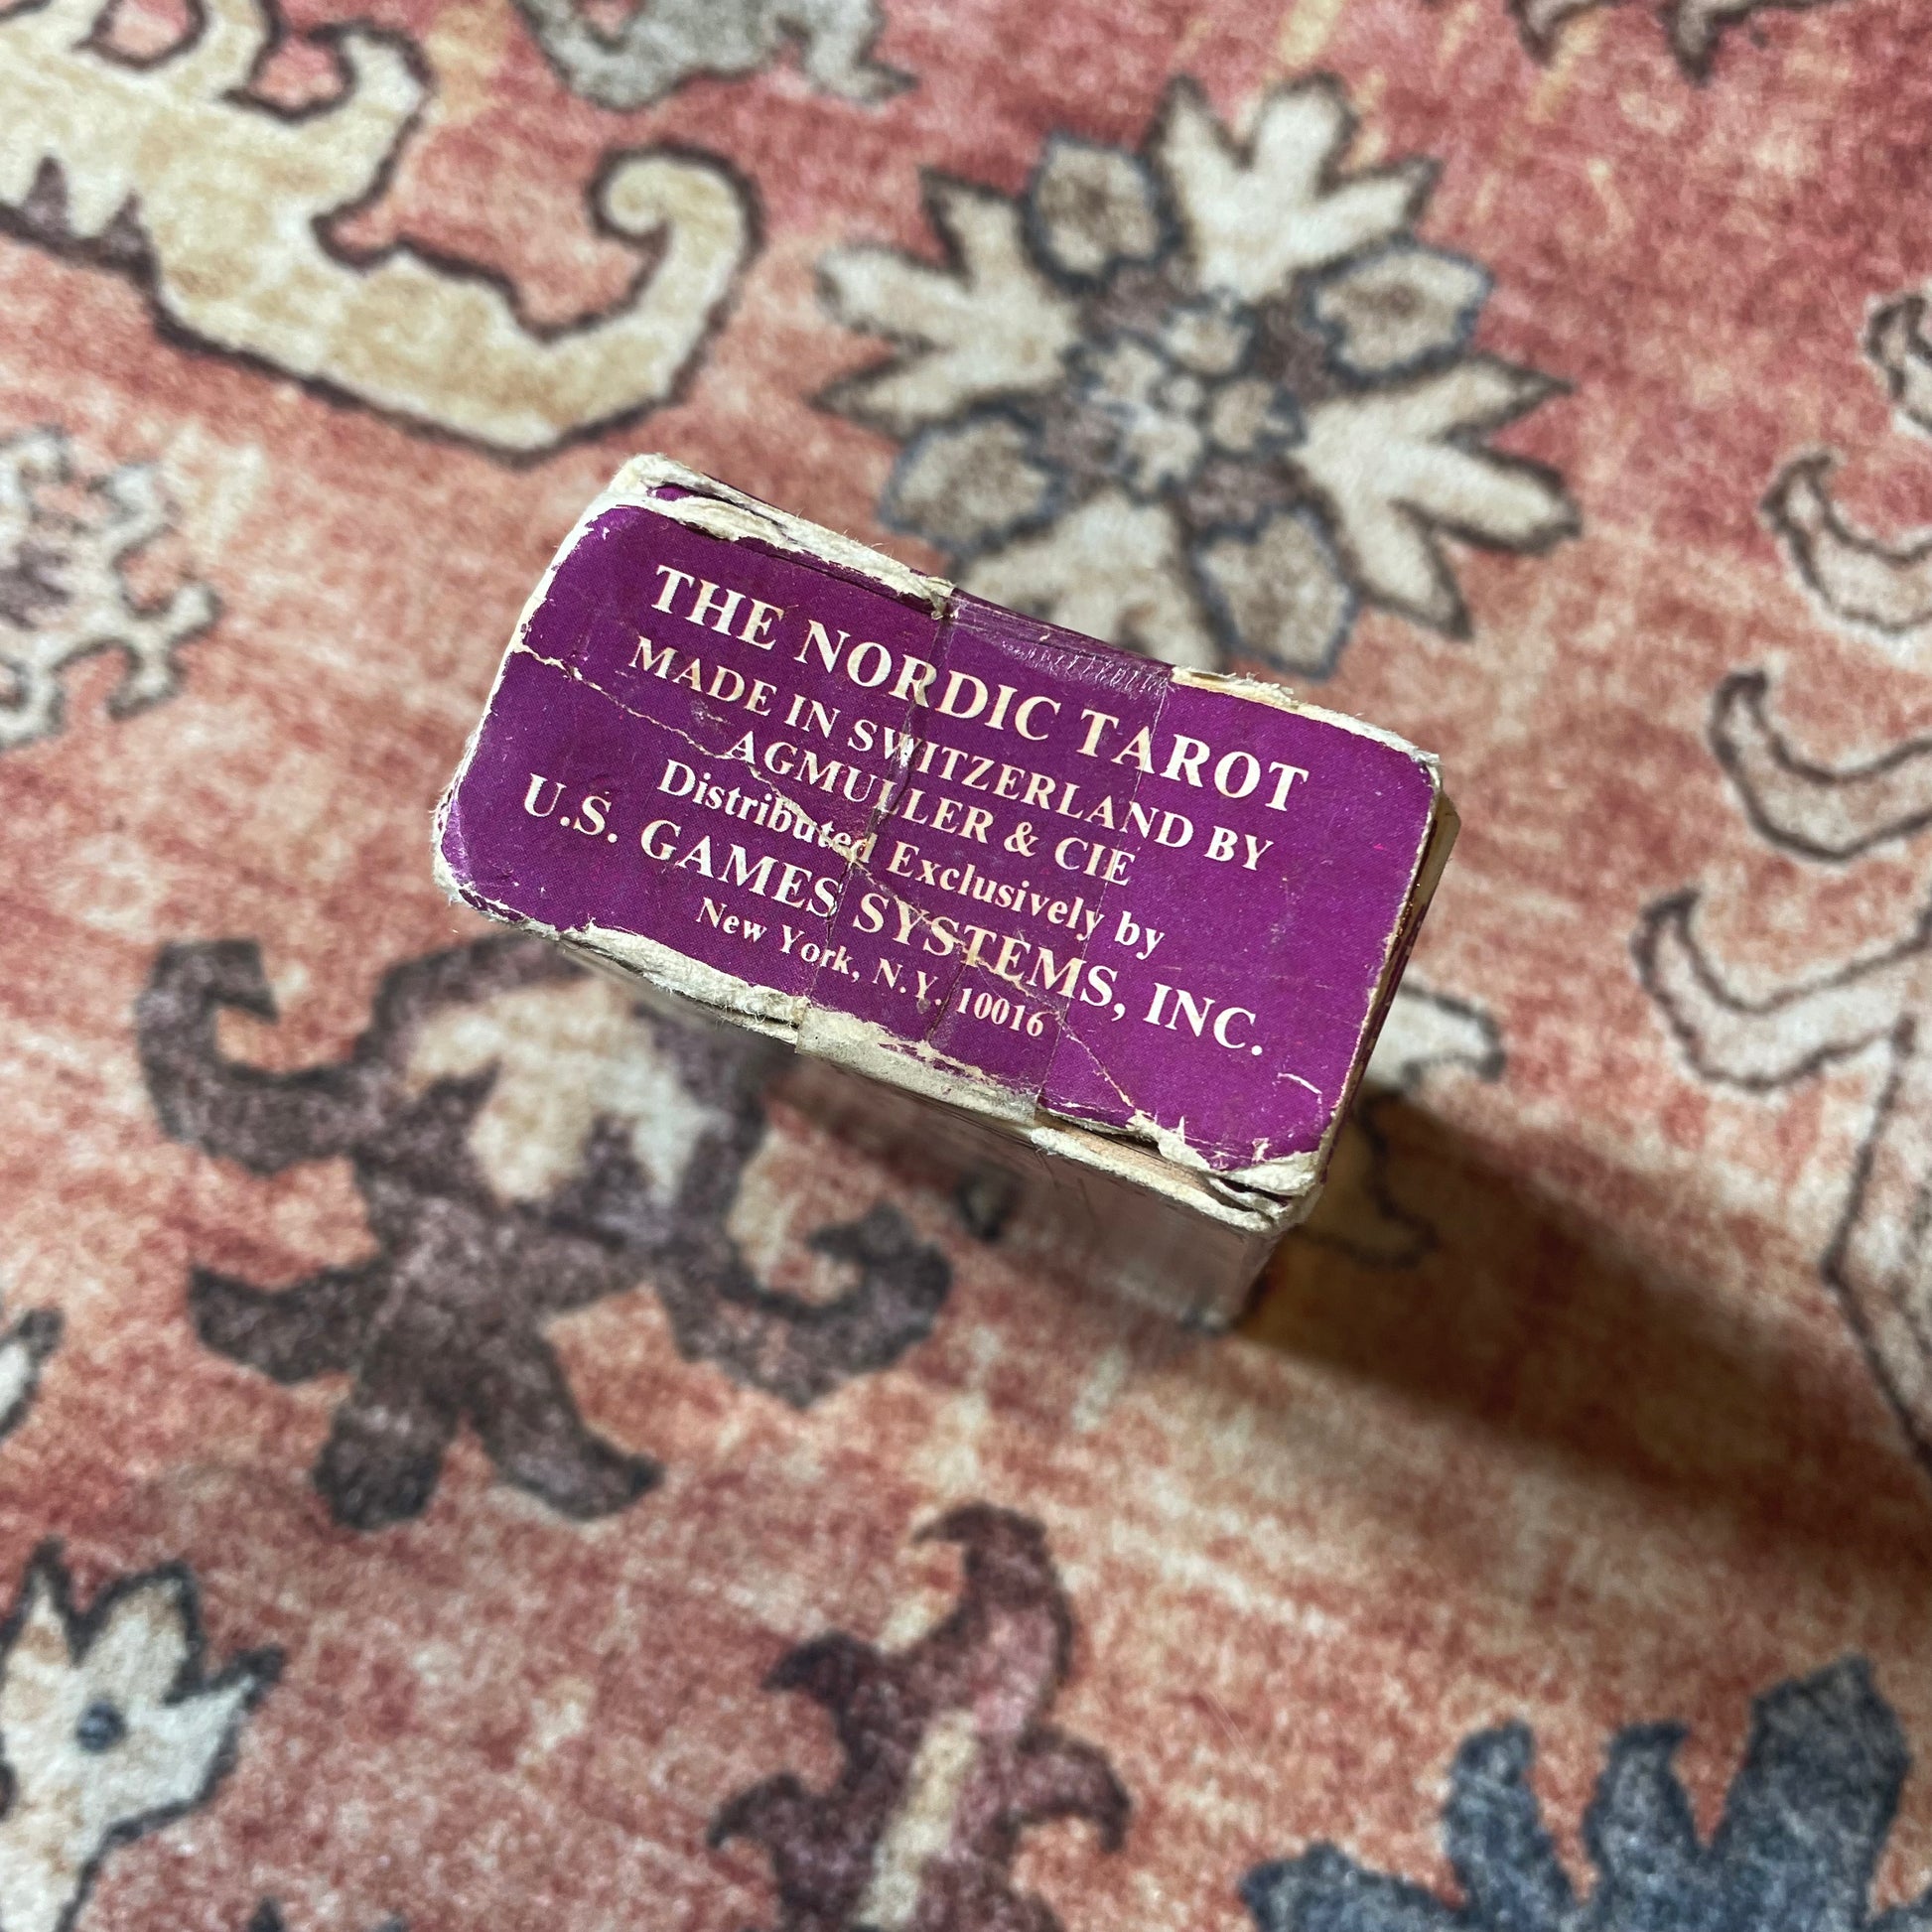 THE NORDIC TAROT
MADE IN SWITZERLAND BY
AGMULLER & CIE
Distributed Exclusively by
U.S. GAMES SYSTEMS, INC.
New York, N.Y. 10016